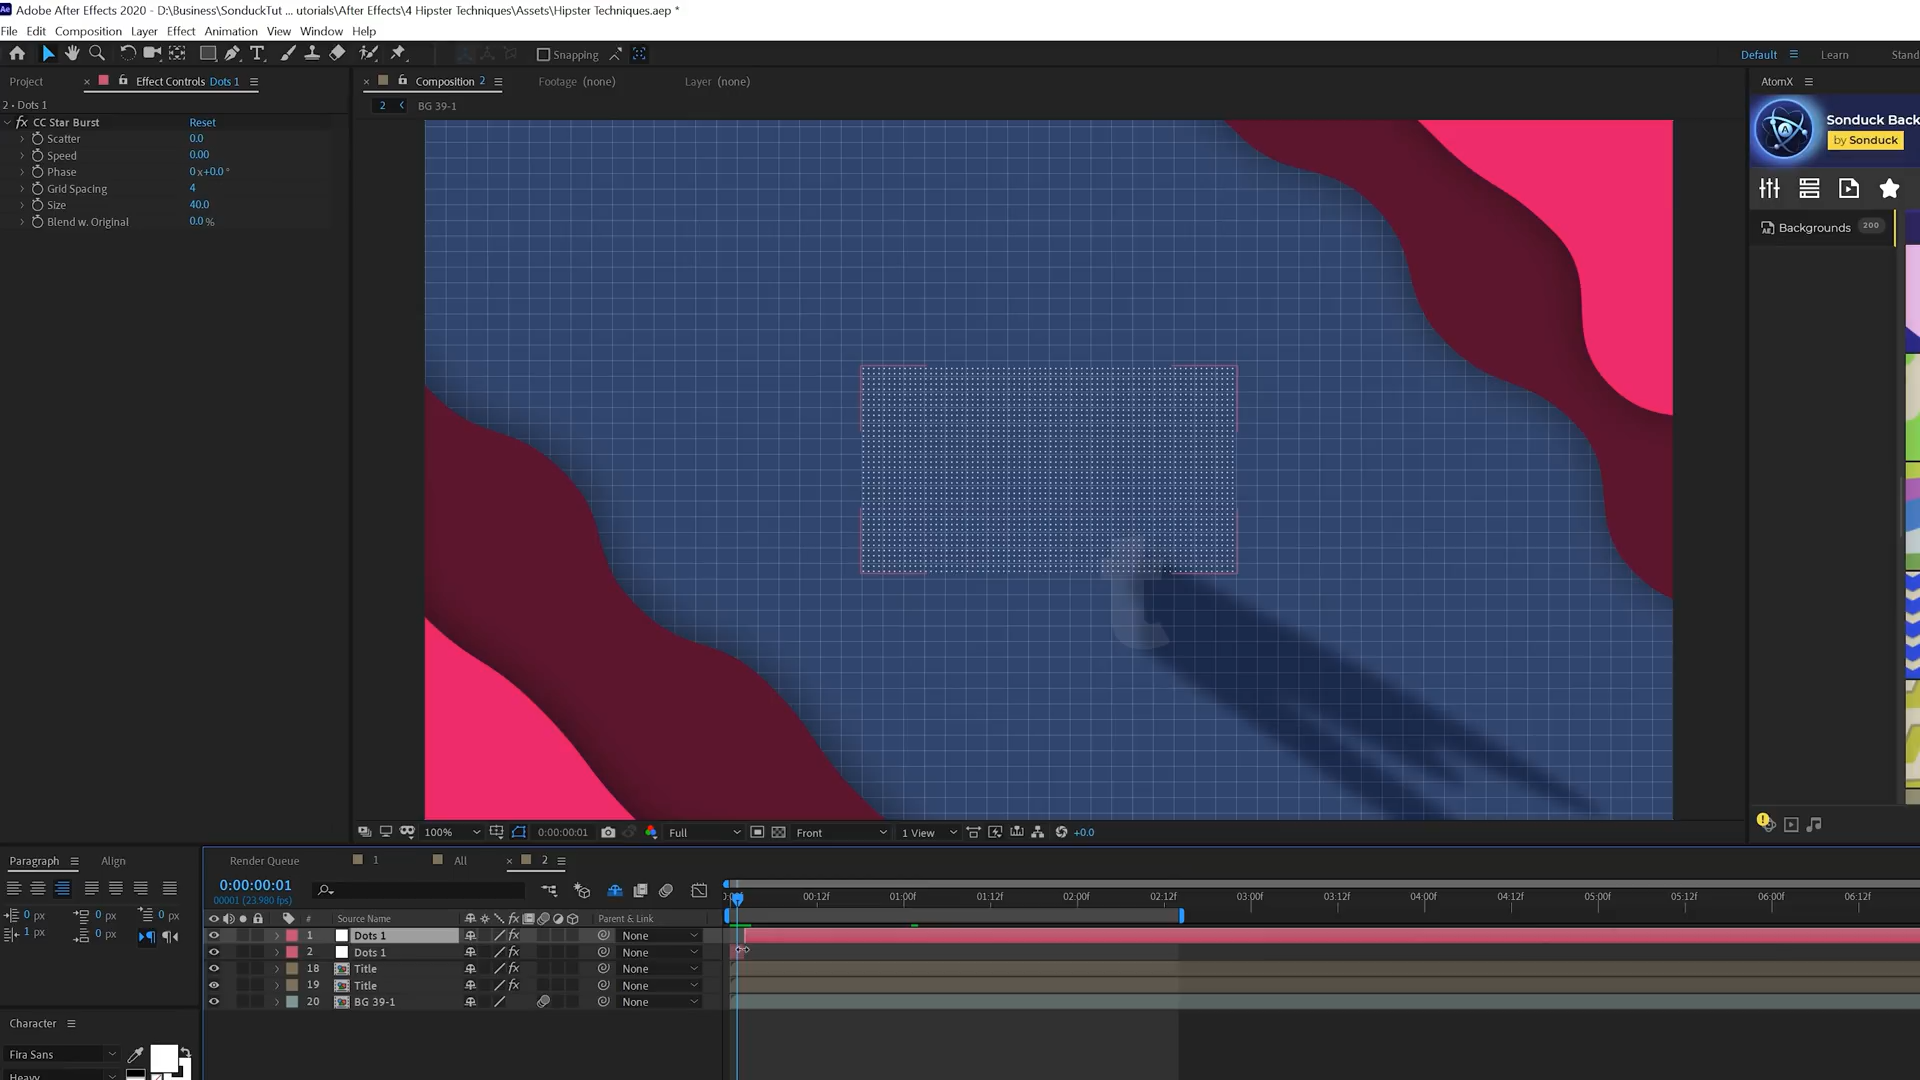 Adobe After Effects 2020 - D:\Business\SonduckTut ... utorials\After Effects\4 Hipster Techniques\Assets\Hipster Techniques.aep *
File Edit Composition Layer Effect Animation View Window Help
Snapping
Default
Learn
Stand
Project
Effect Controls Dots 1
Composition 2
Footage (none)
Layer (none)
AtomX
2 • Dots 1
2
BG 39-1
fx CC Star Burst Reset
Scatter 0.0
Speed 0.00
Phase 0x+0.0°
Grid Spacing 4
Size 40.0
Blend w. Original 0.0%
Sonduck Back
by Sonduck
Backgrounds 200
100%
0:00:00:01
Full
Front
1 View
+0.0
Paragraph
Align
Render Queue
1
All
2
0:00:00:01
00001 (23.980 fps)
0 px
0 px
0 px
1 px
0 px
:00f 00:12f 01:00f 01:12f 02:00f 02:12f 03:00f 03:12f 04:00f 04:12f 05:00f 05:12f 06:00f 06:12f
# Source Name fx Parent & Link
1 Dots 1 fx None
2 Dots 1 fx None
18 Title fx None
19 Title fx None
20 BG 39-1 None
Character
Fira Sans
Heavy